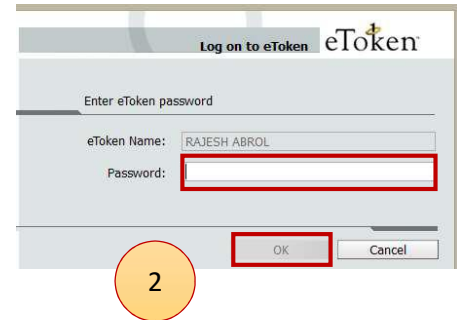 Log on to eToken eToken
Enter eToken password
eToken Name: RAJESH ABROL
Password:
OK Cancel
2